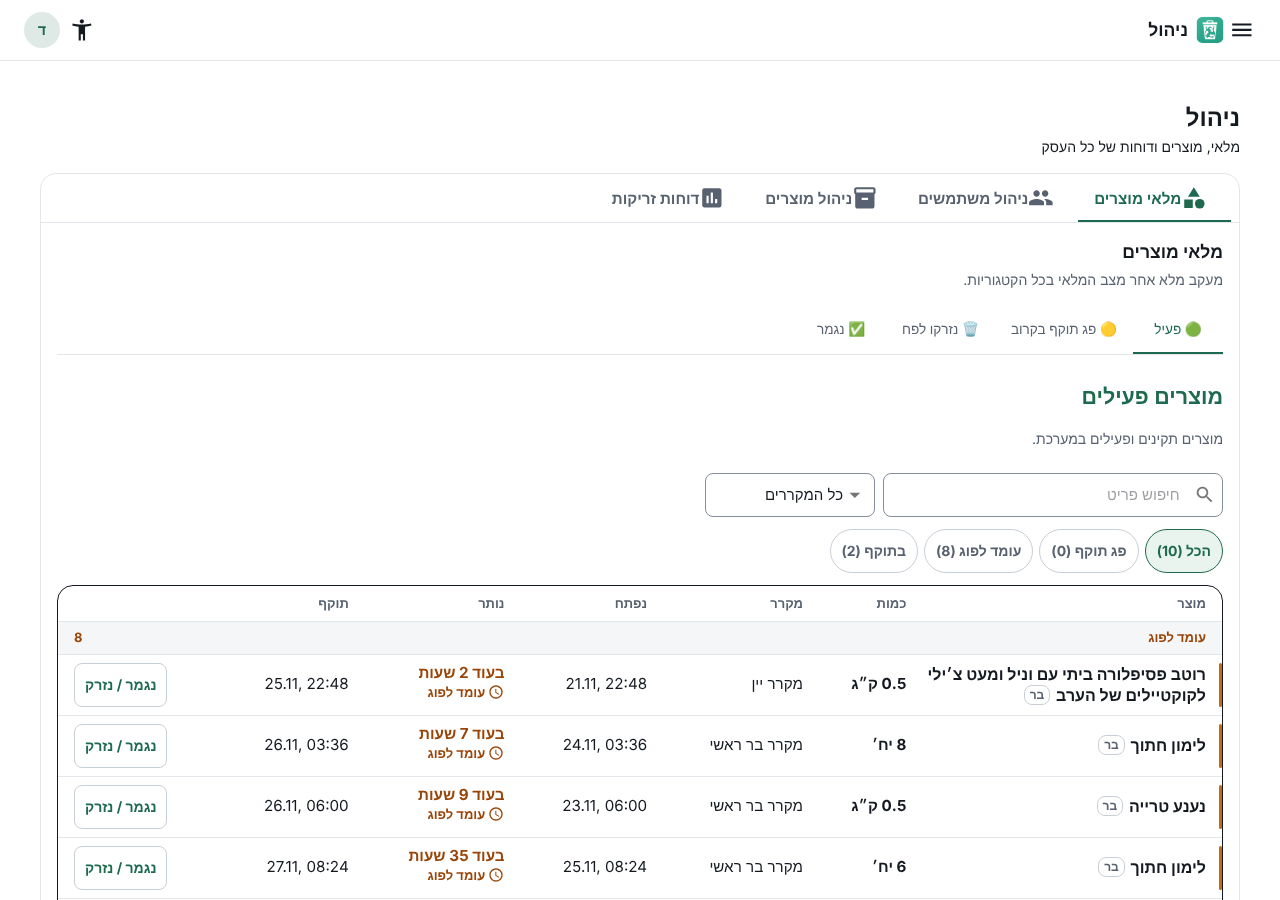 ניהול
ד
ניהול
מלאי, מוצרים ודוחות של כל העסק
מלאי מוצרים
ניהול משתמשים
ניהול מוצרים
דוחות זריקות
מלאי מוצרים
מעקב מלא אחר מצב המלאי בכל הקטגוריות.
🟢 פעיל
🟡 פג תוקף בקרוב
🗑️ נזרקו לפח
✅ נגמר
מוצרים פעילים
מוצרים תקינים ופעילים במערכת.
חיפוש פריט
כל המקררים
הכל (10)
פג תוקף (0)
עומד לפוג (8)
בתוקף (2)
מוצר כמות מקרר נפתח נותר תוקף
עומד לפוג 8
רוטב פסיפלורה ביתי עם וניל ומעט צ׳ילי
לקוקטיילים של הערב בר
0.5 ק״ג
מקרר יין
21.11, 22:48
בעוד 2 שעות
עומד לפוג
25.11, 22:48
נגמר / נזרק
לימון חתוך בר
8 יח׳
מקרר בר ראשי
24.11, 03:36
בעוד 7 שעות
עומד לפוג
26.11, 03:36
נגמר / נזרק
נענע טרייה בר
0.5 ק״ג
מקרר בר ראשי
23.11, 06:00
בעוד 9 שעות
עומד לפוג
26.11, 06:00
נגמר / נזרק
לימון חתוך בר
6 יח׳
מקרר בר ראשי
25.11, 08:24
בעוד 35 שעות
עומד לפוג
27.11, 08:24
נגמר / נזרק